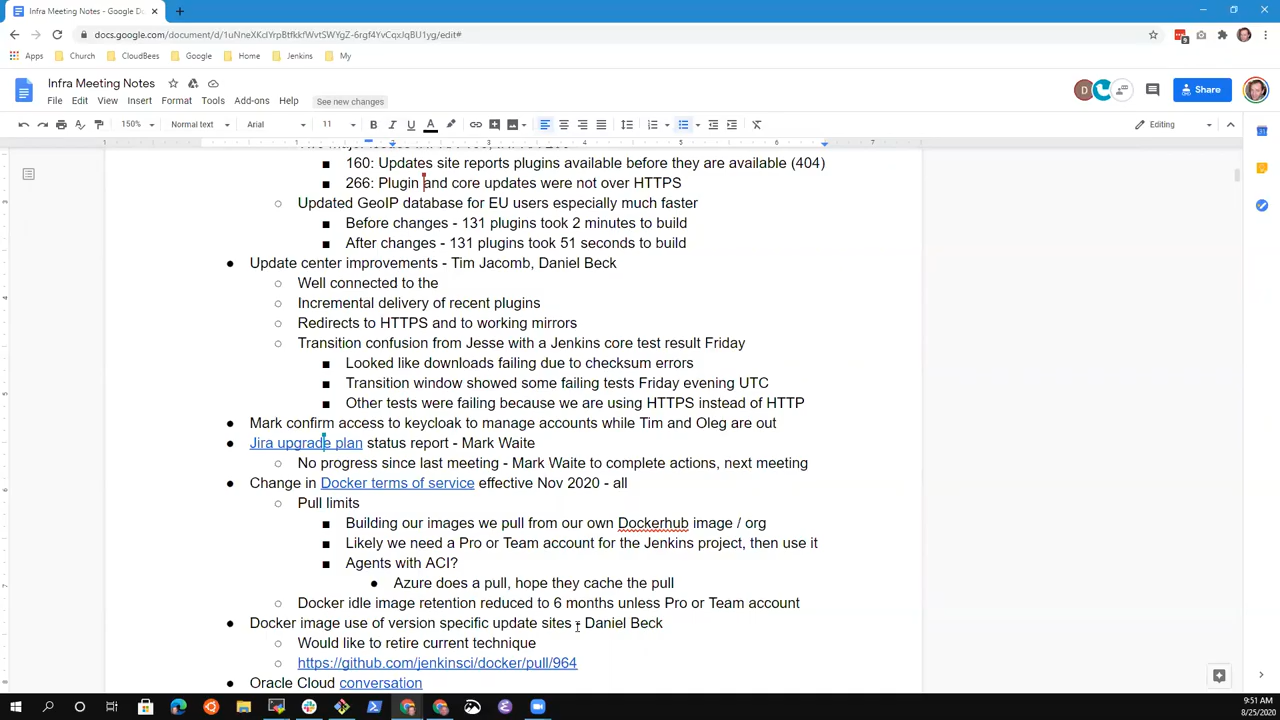 Infra Meeting Notes - Google Do
docs.google.com/document/d/1uNneXKcIYrpBtfkkfWvtSWYgZ-6rgf4YvCqxJqBU1yg/edit#
Apps Church CloudBees Google Home Jenkins My
Infra Meeting Notes
File Edit View Insert Format Tools Add-ons Help See new changes
D
Share
150% Normal text Arial 11 B I U A Editing
160: Updates site reports plugins available before they are available (404)
266: Plugin and core updates were not over HTTPS
Updated GeoIP database for EU users especially much faster
Before changes - 131 plugins took 2 minutes to build
After changes - 131 plugins took 51 seconds to build
Update center improvements - Tim Jacomb, Daniel Beck
Well connected to the
Incremental delivery of recent plugins
Redirects to HTTPS and to working mirrors
Transition confusion from Jesse with a Jenkins core test result Friday
Looked like downloads failing due to checksum errors
Transition window showed some failing tests Friday evening UTC
Other tests were failing because we are using HTTPS instead of HTTP
Mark confirm access to keycloak to manage accounts while Tim and Oleg are out
Jira upgrade plan status report - Mark Waite
No progress since last meeting - Mark Waite to complete actions, next meeting
Change in Docker terms of service effective Nov 2020 - all
Pull limits
Building our images we pull from our own Dockerhub image / org
Likely we need a Pro or Team account for the Jenkins project, then use it
Agents with ACI?
Azure does a pull, hope they cache the pull
Docker idle image retention reduced to 6 months unless Pro or Team account
Docker image use of version specific update sites - Daniel Beck
Would like to retire current technique
https://github.com/jenkinsci/docker/pull/964
Oracle Cloud conversation
9:51 AM
8/25/2020